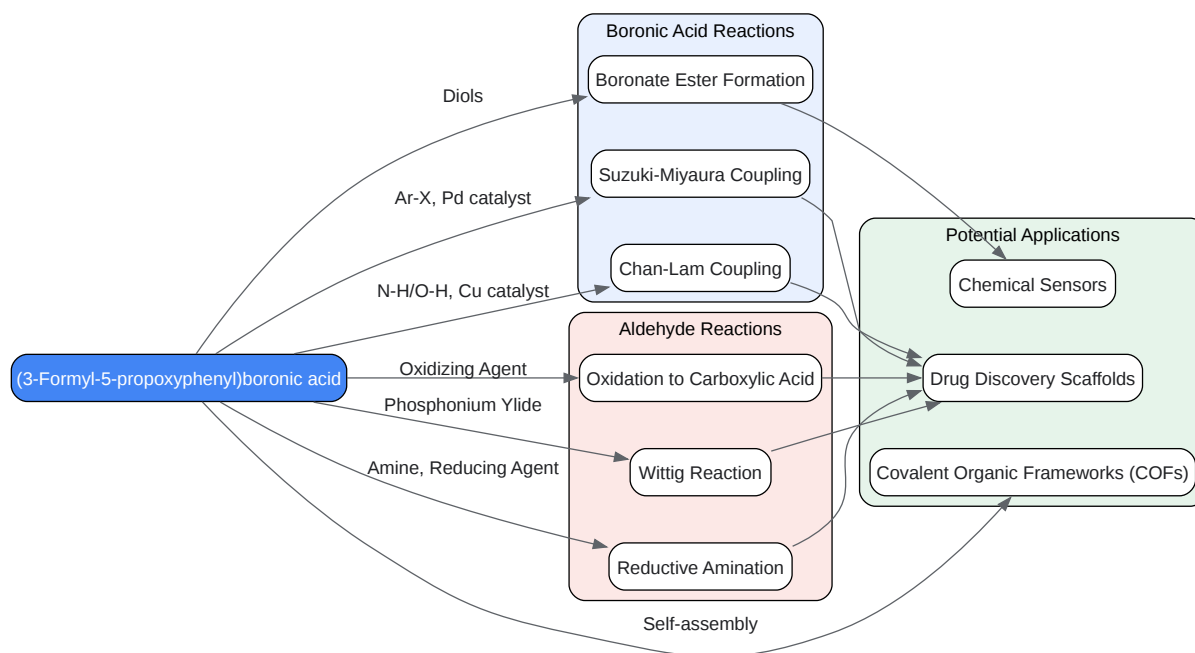 Boronic Acid Reactions
Boronate Ester Formation
Diols
Suzuki-Miyaura Coupling
Ar-X, Pd catalyst
Potential Applications
Chan-Lam Coupling
Chemical Sensors
N-H/O-H, Cu catalyst
Aldehyde Reactions
(3-Formyl-5-propoxyphenyl)boronic acid
Oxidizing Agent
Oxidation to Carboxylic Acid
Drug Discovery Scaffolds
Phosphonium Ylide
Wittig Reaction
Covalent Organic Frameworks (COFs)
Amine, Reducing Agent
Reductive Amination
Self-assembly